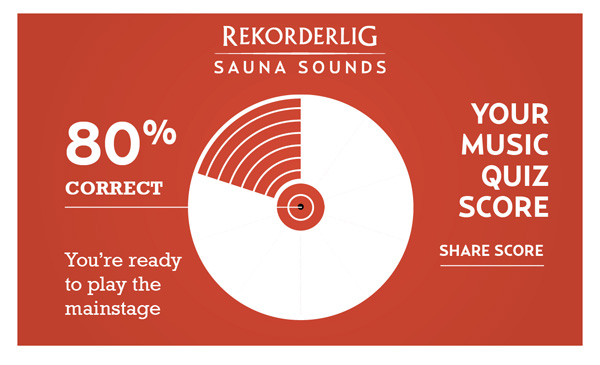 REKORDERLIG
SAUNA SOUNDS
80%
CORRECT
You're ready
to play the
mainstage
YOUR
MUSIC
QUIZ
SCORE
SHARE SCORE